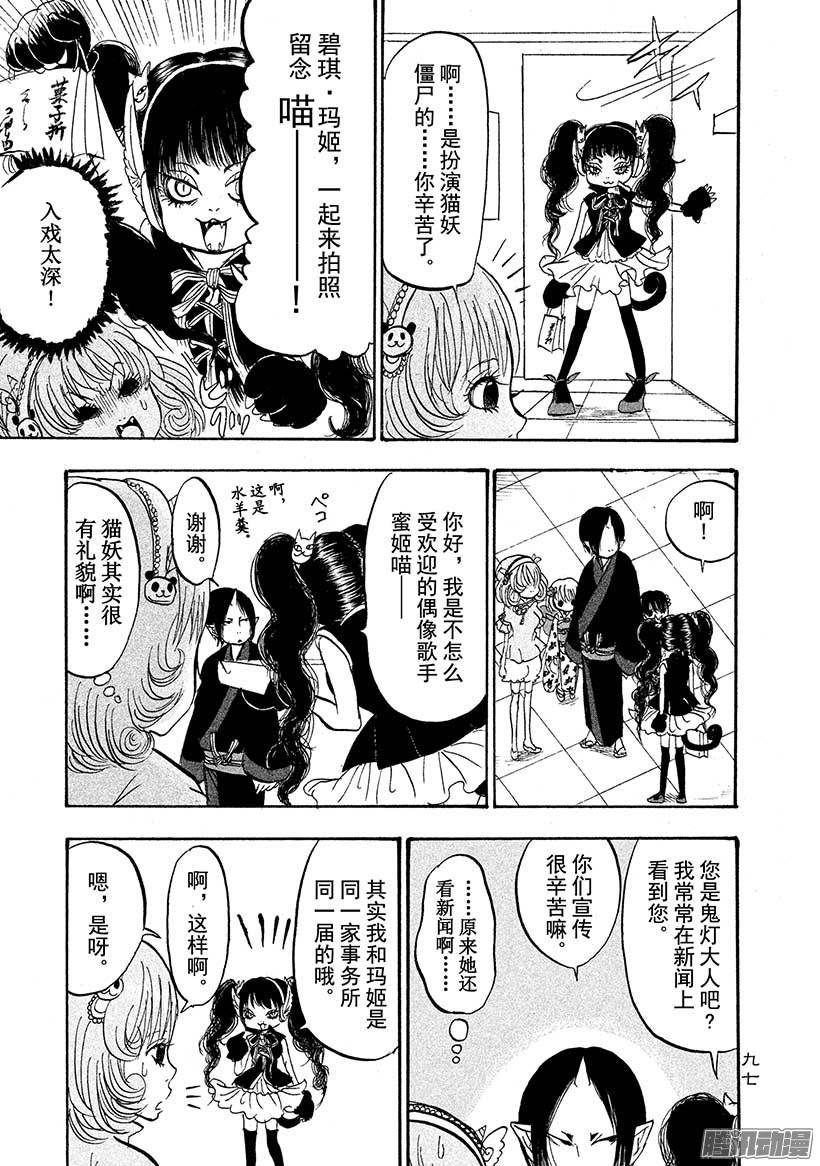 啊……是扮演猫妖
僵尸的……你辛苦了。
碧琪·玛姬，一起来拍照
留念 喵——！
菓子折
入戏太深！
啊！
你好，我是不怎么
受欢迎的偶像歌手
蜜姬喵——
ペコ
啊，
这是
水羊羹。
谢谢。
猫妖其实很
有礼貌啊……
您是鬼灯大人吧？
我常常在新闻上
看到您。
你们宣传
很辛苦嘛。
……原来她还
看新闻啊……
其实我和玛姬是
同一家事务所
同一届的哦。
啊，这样啊。
嗯，是呀。
九七
腾讯动漫